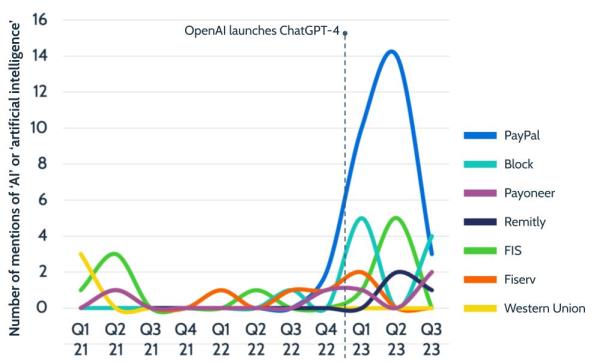 16
OpenAI launches ChatGPT-4
14
12
10
8
6
4
2
0
Number of mentions of 'AI' or 'artificial intelligence'
Q1 Q2 Q3 Q4 Q1 Q2 Q3 Q4 Q1 Q2 Q3
21 21 21 21 22 22 22 22 23 23 23
PayPal
Block
Payoneer
Remitly
FIS
Fiserv
Western Union